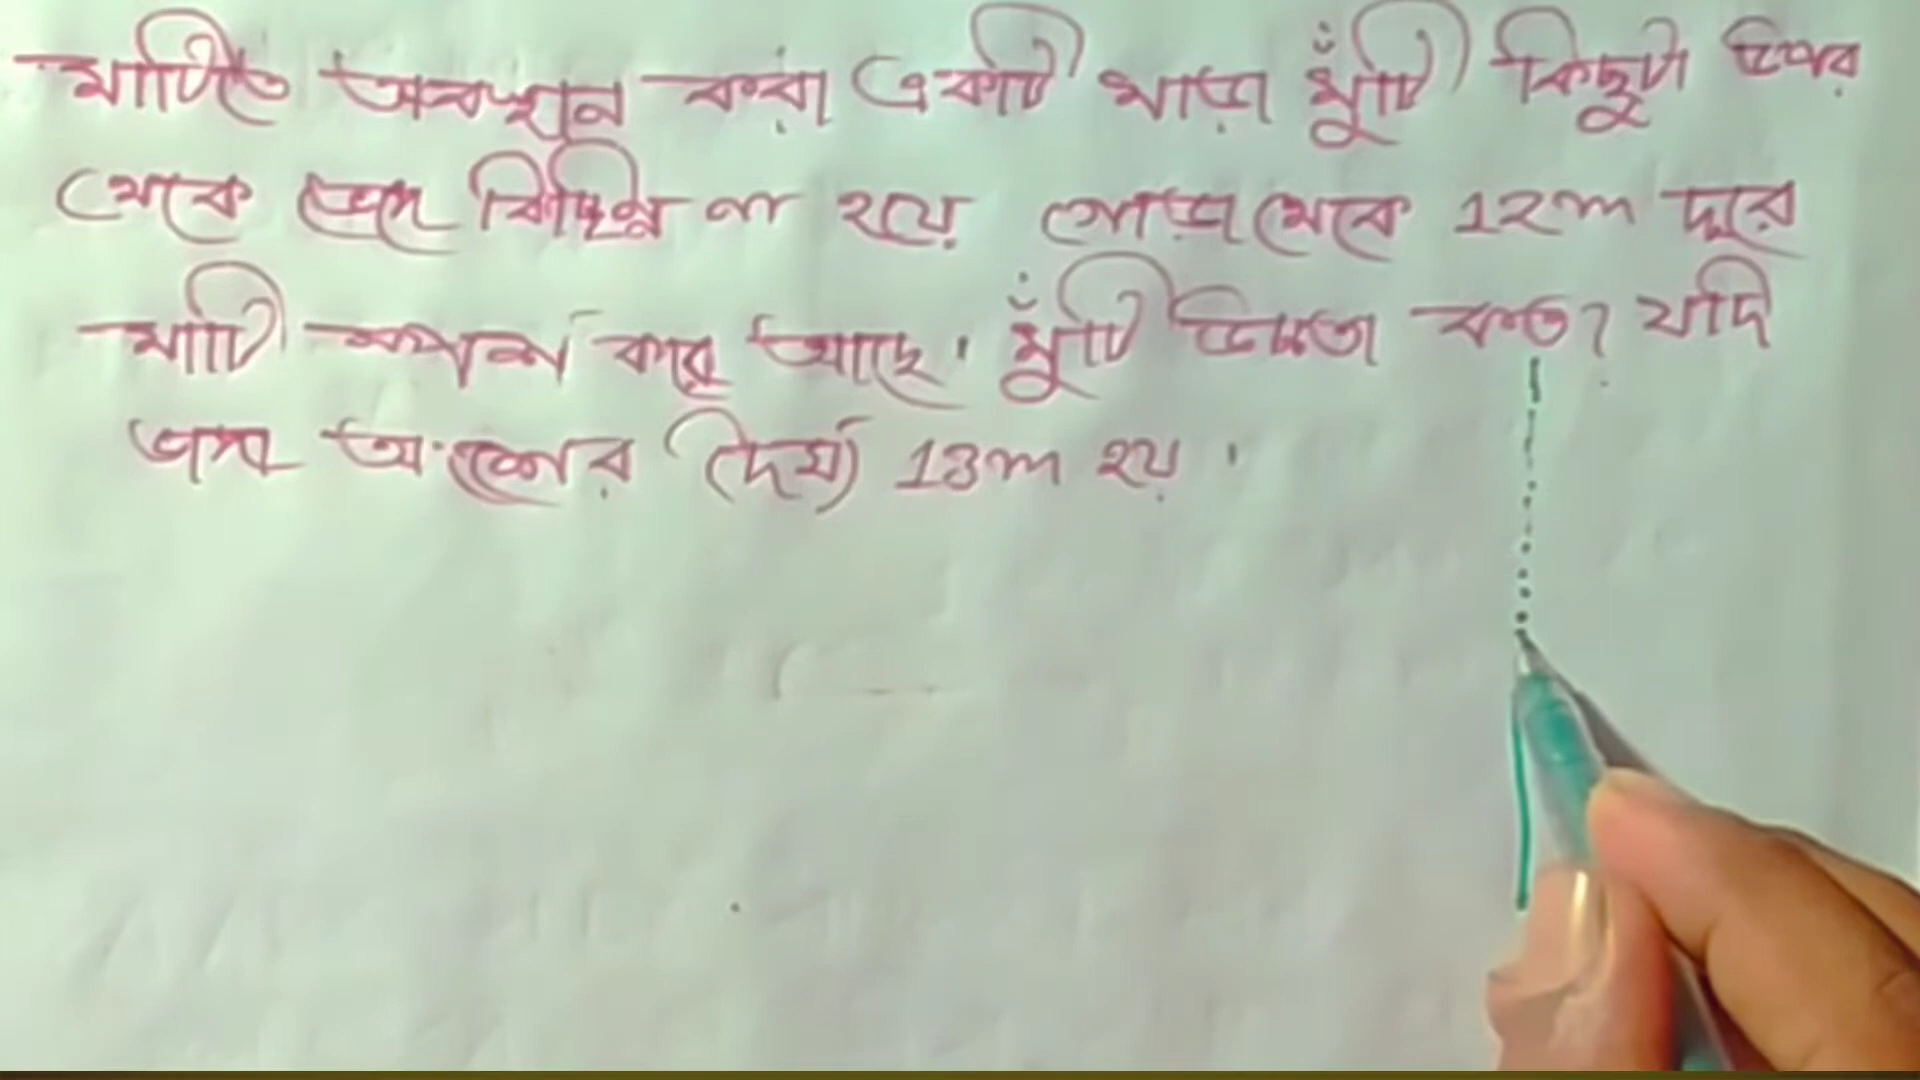 মাটিতে অবস্থান করা একটি খাড়া খুঁটি কিছুটা উপর
থেকে ভেঙ্গে বিছিন্ন না হয়ে গোড়া থেকে 12m দূরে
মাটি স্পর্শ করে আছে। খুঁটি উচ্চতা কত? যদি
ভাঙ্গা অংশের দৈর্ঘ্য 13m হয় ।